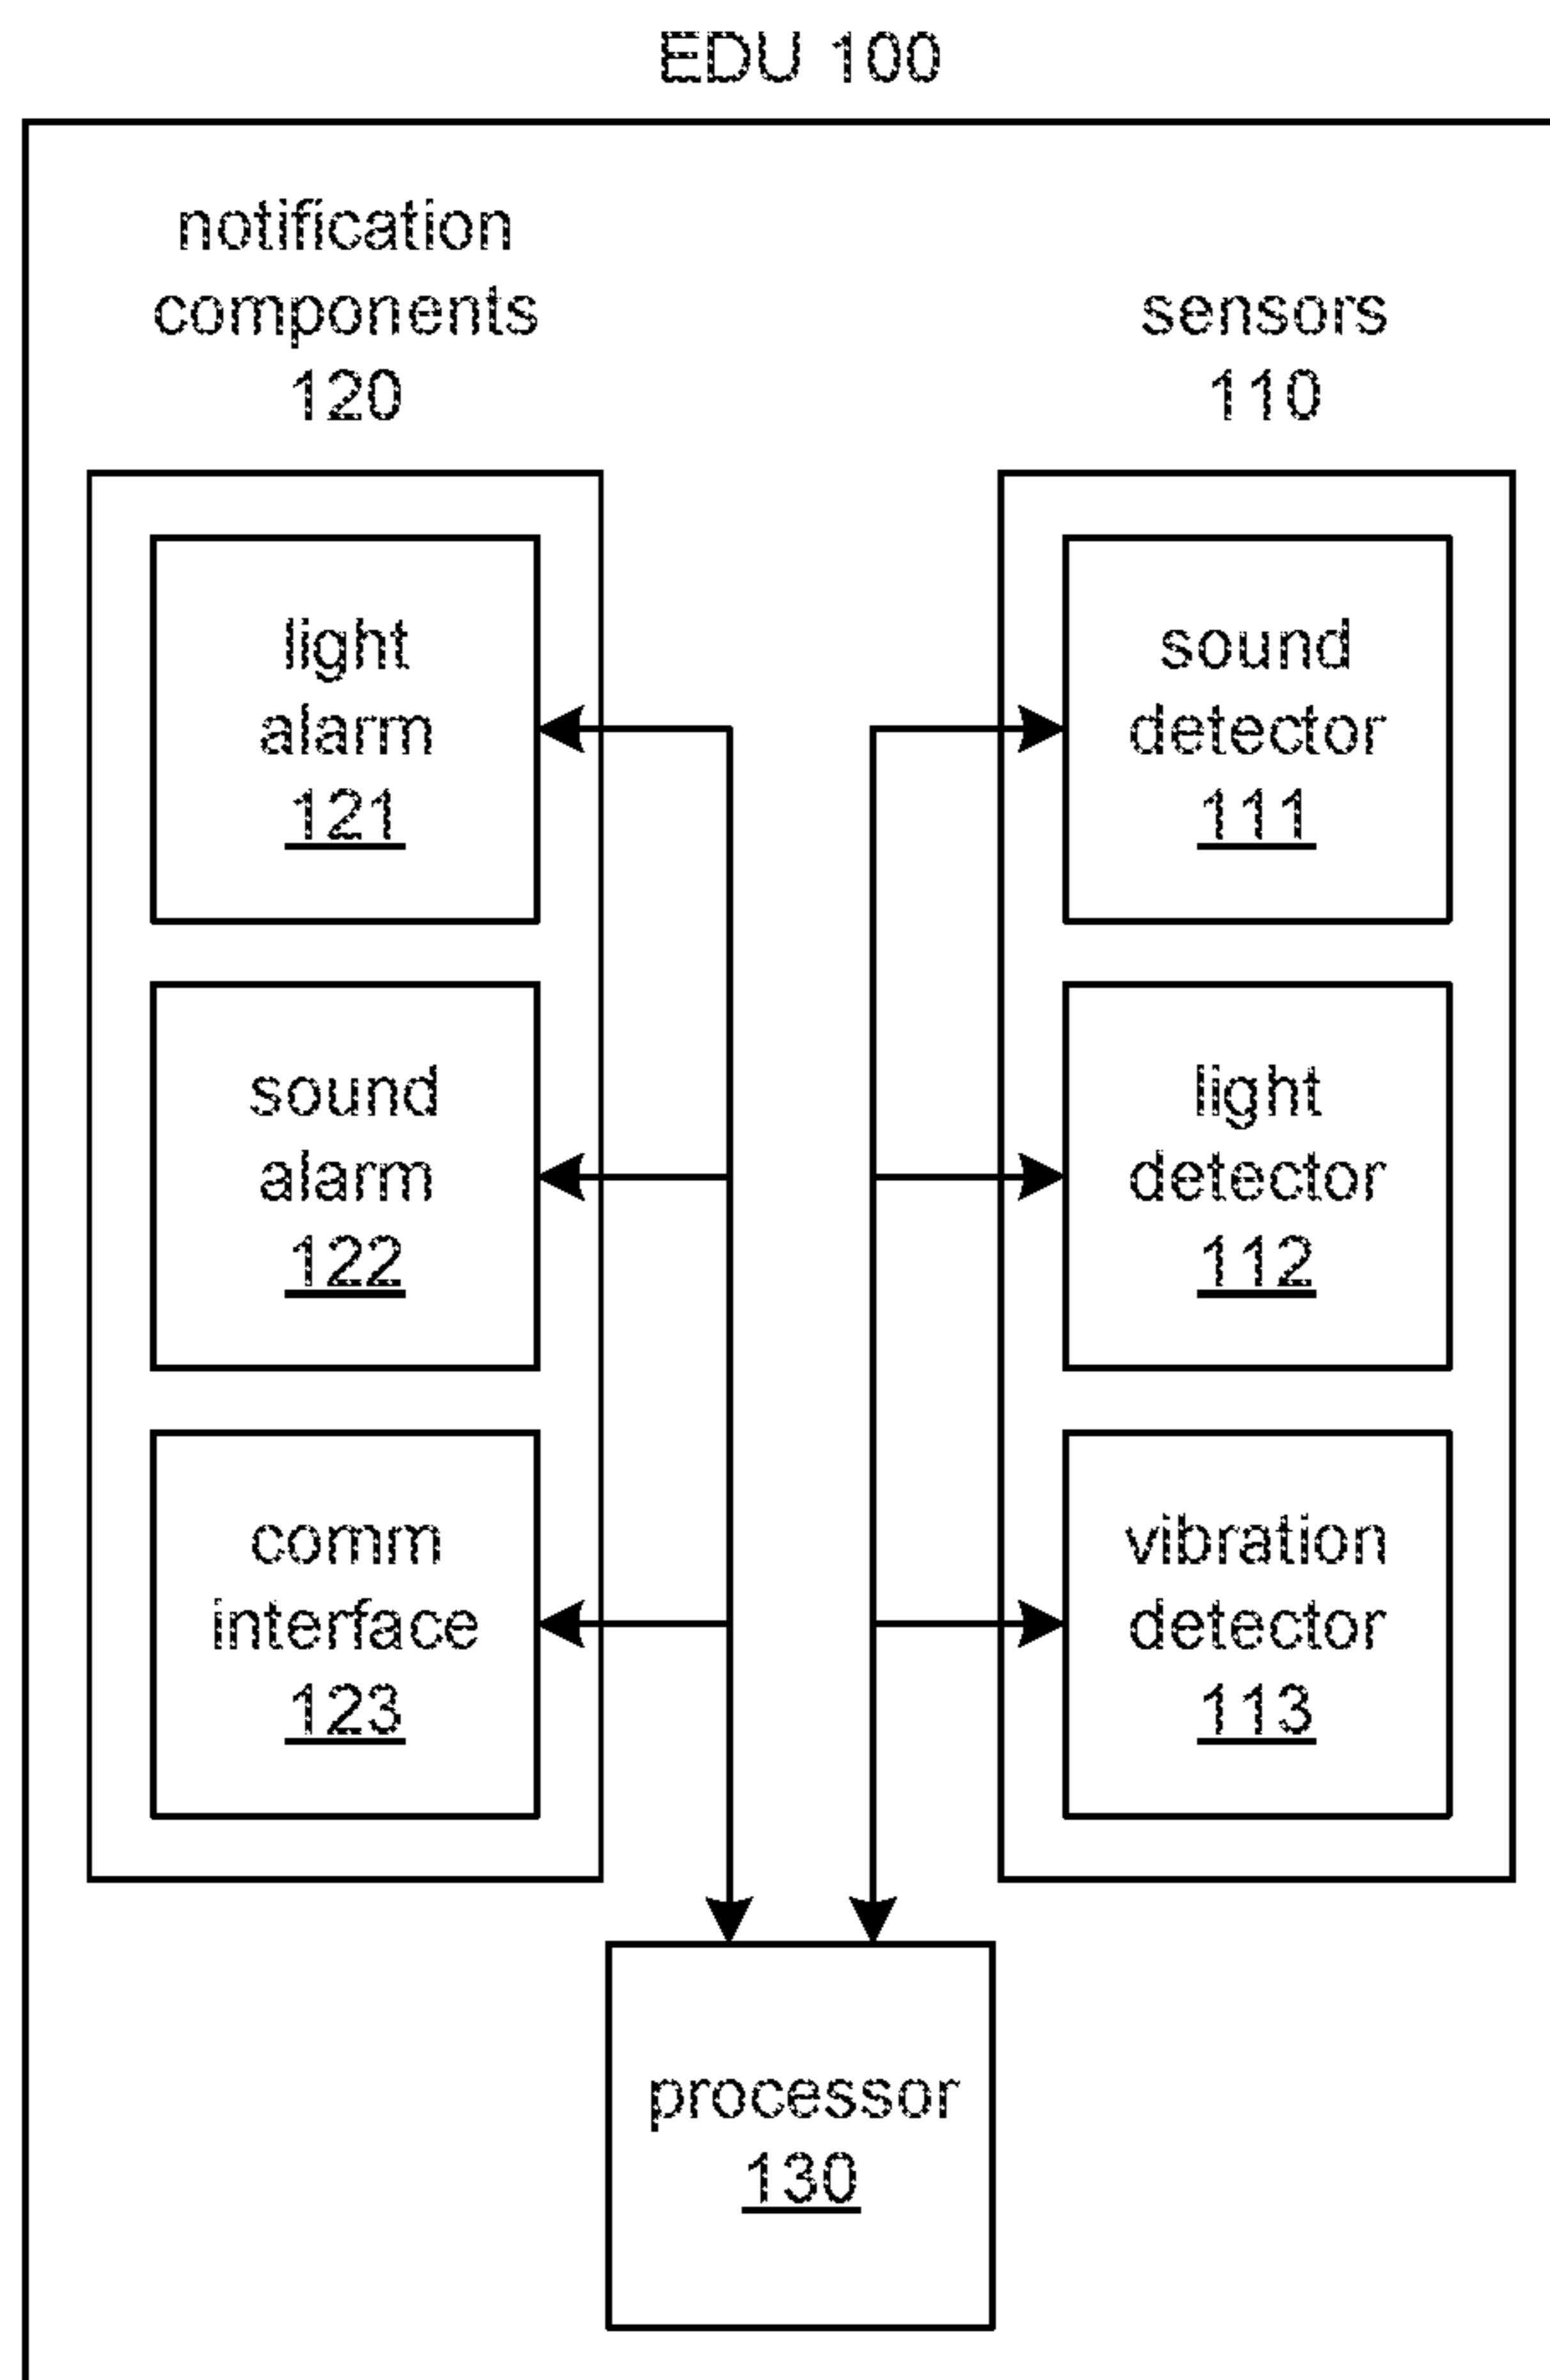 EDU 100
notification
components
120
light
alarm
121
sound
alarm
122
comm
interface
123
sensors
110
sound
detector
111
light
detector
112
vibration
detector
113
processor
130